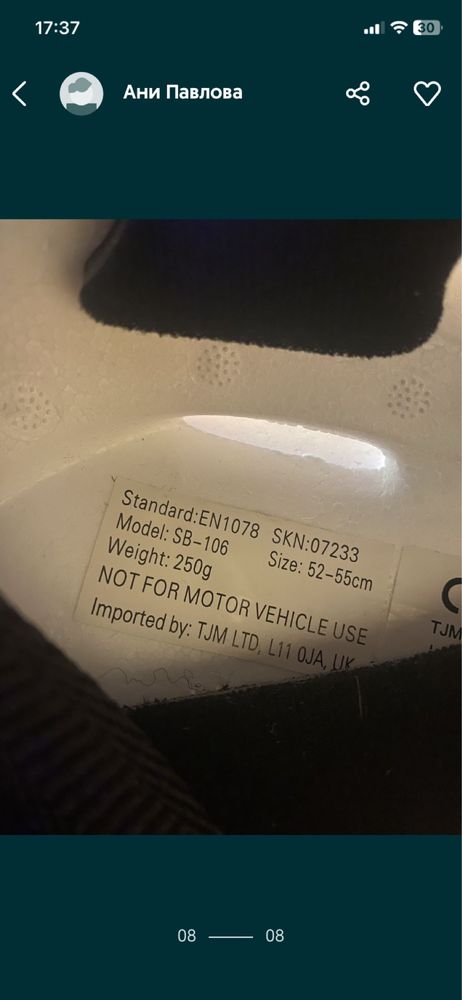 17:37
30
Ани Павлова
Standard:EN1078 SKN:07233
Model: SB-106 Size: 52-55cm
Weight: 250g
NOT FOR MOTOR VEHICLE USE
Imported by: TJM LTD, L11 0JA, UK
TJM
08 08